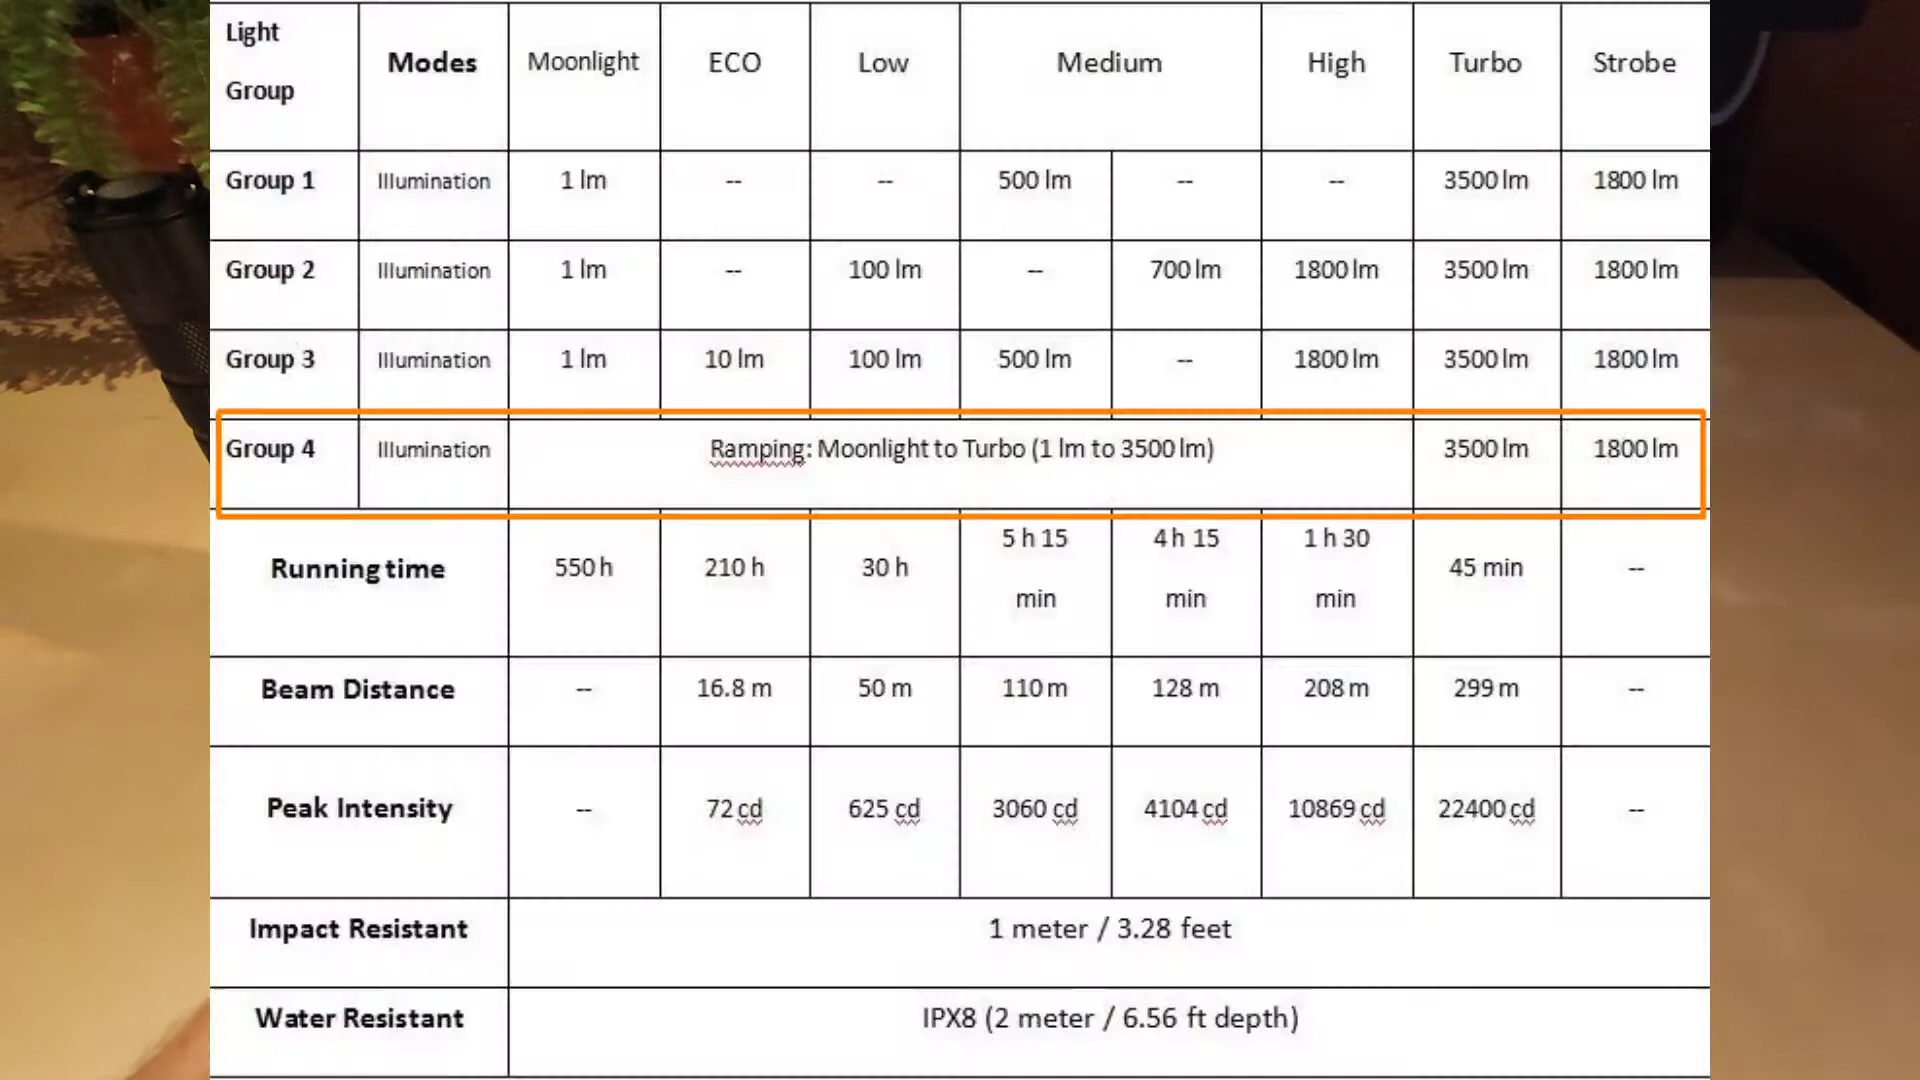 Light Group Modes Moonlight ECO Low Medium High Turbo Strobe
Group 1 Illumination 1 lm -- -- 500 lm -- -- 3500 lm 1800 lm
Group 2 Illumination 1 lm -- 100 lm -- 700 lm 1800 lm 3500 lm 1800 lm
Group 3 Illumination 1 lm 10 lm 100 lm 500 lm -- 1800 lm 3500 lm 1800 lm
Group 4 Illumination Ramping: Moonlight to Turbo (1 lm to 3500 lm) 3500 lm 1800 lm
Running time 550 h 210 h 30 h 5 h 15 min 4 h 15 min 1 h 30 min 45 min --
Beam Distance -- 16.8 m 50 m 110 m 128 m 208 m 299 m --
Peak Intensity -- 72 cd 625 cd 3060 cd 4104 cd 10869 cd 22400 cd --
Impact Resistant 1 meter / 3.28 feet
Water Resistant IPX8 (2 meter / 6.56 ft depth)